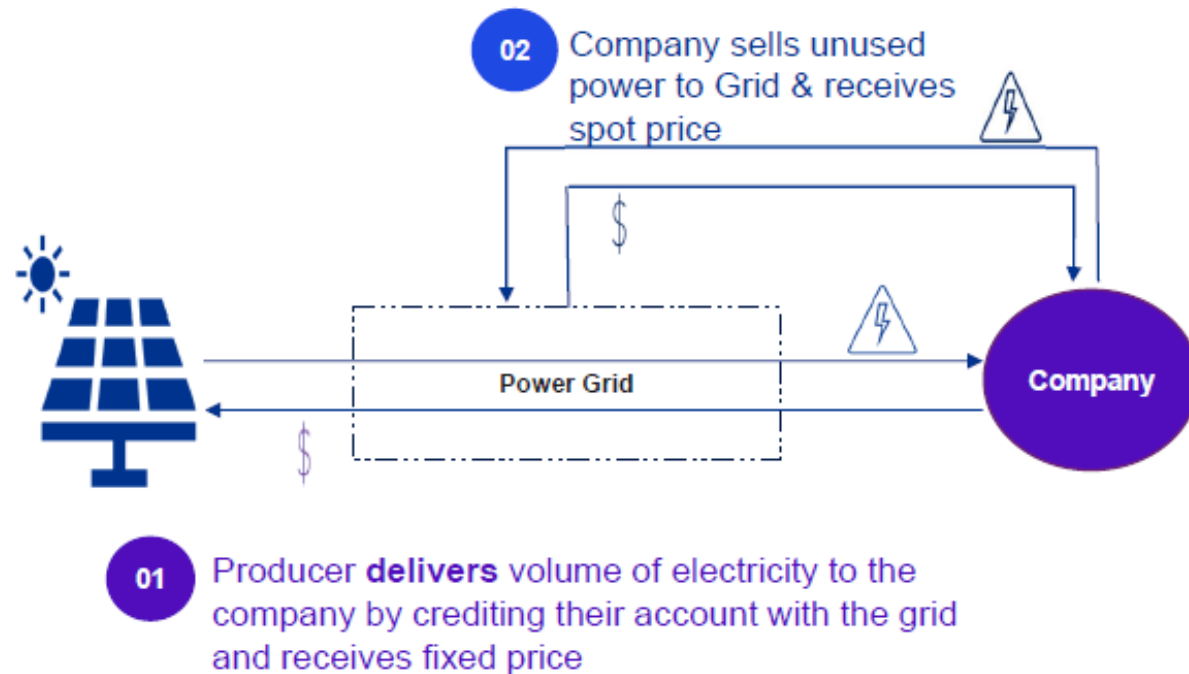 02
Company sells unused
power to Grid & receives
spot price
$
Power Grid
Company
$
01
Producer delivers volume of electricity to the
company by crediting their account with the grid
and receives fixed price